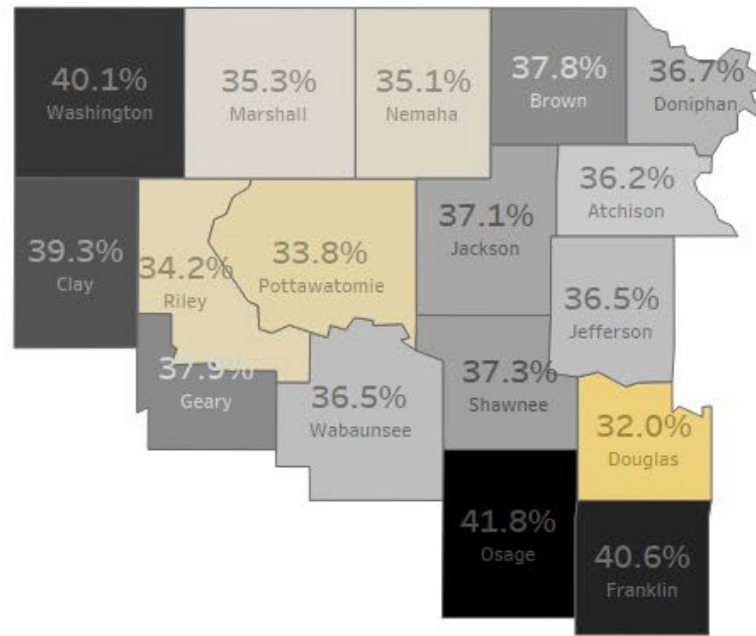 40.1%
Washington
35.3%
Marshall
35.1%
Nemaha
37.8%
Brown
36.7%
Doniphan
36.2%
Atchison
37.1%
Jackson
39.3%
Clay
34.2%
Riley
33.8%
Pottawatomie
36.5%
Jefferson
37.9%
Geary
36.5%
Wabaunsee
37.3%
Shawnee
32.0%
Douglas
41.8%
Osage
40.6%
Franklin